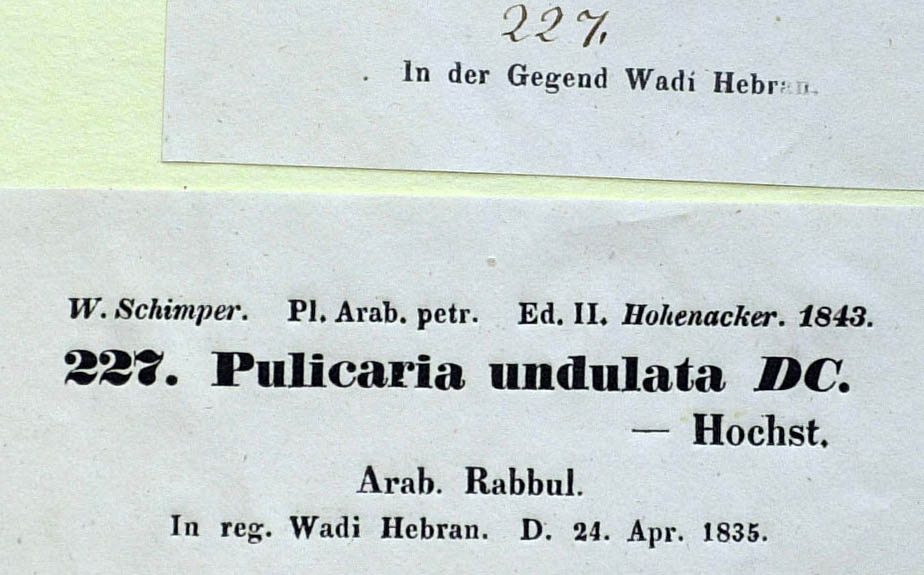 227.
In der Gegend Wadi Hebran.
W. Schimper. Pl. Arab. petr. Ed. II. Hohenacker. 1843.
227. Pulicaria undulata DC.
— Hochst.
Arab. Rabbul.
In reg. Wadi Hebran. D. 24. Apr. 1835.